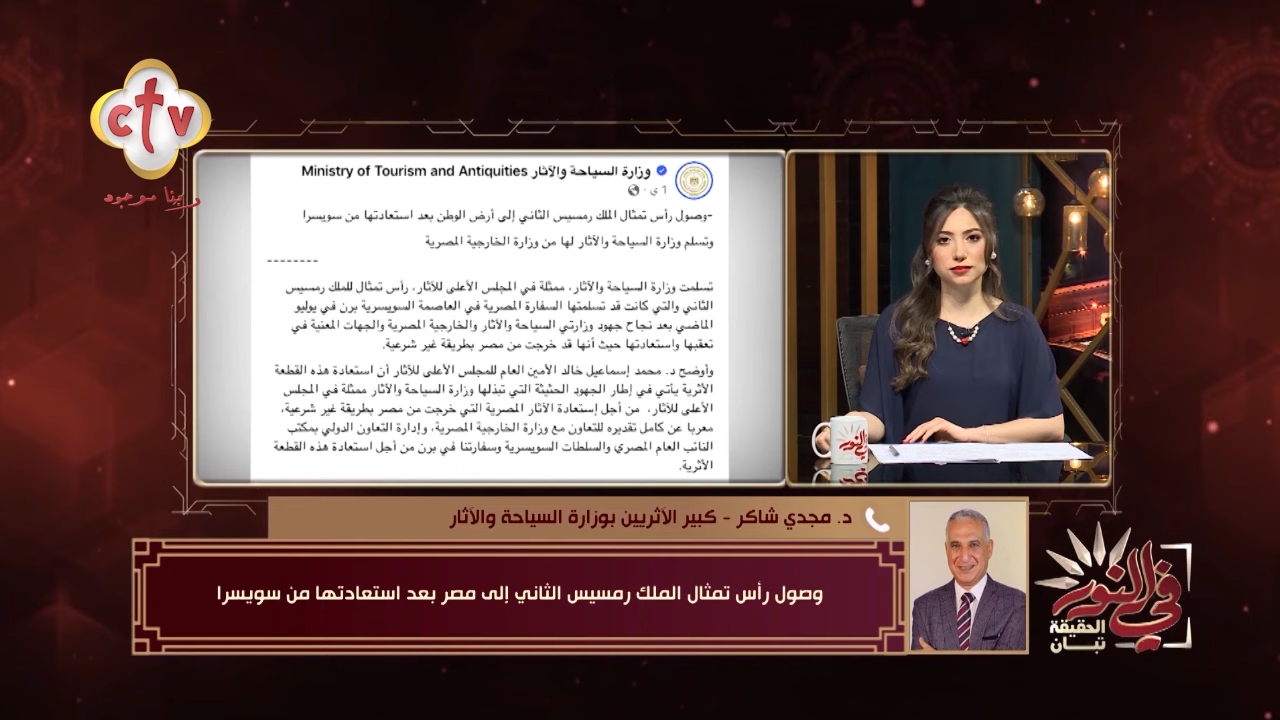 ctv
ربنا موجود
وزارة السياحة والآثار Ministry of Tourism and Antiquities
1 ي
-وصول رأس تمثال الملك رمسيس الثاني إلى أرض الوطن بعد استعادتها من سويسرا
وتسلم وزارة السياحة والآثار لها من وزارة الخارجية المصرية
--------
تسلمت وزارة السياحة والآثار، ممثلة في المجلس الأعلى للآثار، رأس تمثال للملك رمسيس
الثاني والتي كانت قد تسلمتها السفارة المصرية في العاصمة السويسرية برن في يوليو
الماضي بعد نجاح جهود وزارتي السياحة والآثار والخارجية المصرية والجهات المعنية في
تعقبها واستعادتها حيث أنها قد خرجت من مصر بطريقة غير شرعية.
وأوضح د. محمد إسماعيل خالد الأمين العام للمجلس الأعلى للآثار أن استعادة هذه القطعة
الأثرية يأتي في إطار الجهود الحثيثة التي تبذلها وزارة السياحة والآثار ممثلة في المجلس
الأعلى للآثار، من أجل إستعادة الآثار المصرية التي خرجت من مصر بطريقة غير شرعية،
معربا عن كامل تقديره للتعاون مع وزارة الخارجية المصرية، وإدارة التعاون الدولي بمكتب
النائب العام المصري والسلطات السويسرية وسفارتنا في برن من أجل استعادة هذه القطعة
الأثرية.
النور
د. مجدي شاكر - كبير الأثريين بوزارة السياحة والآثار
وصول رأس تمثال الملك رمسيس الثاني إلى مصر بعد استعادتها من سويسرا
في النور
الحقيقة
تبان